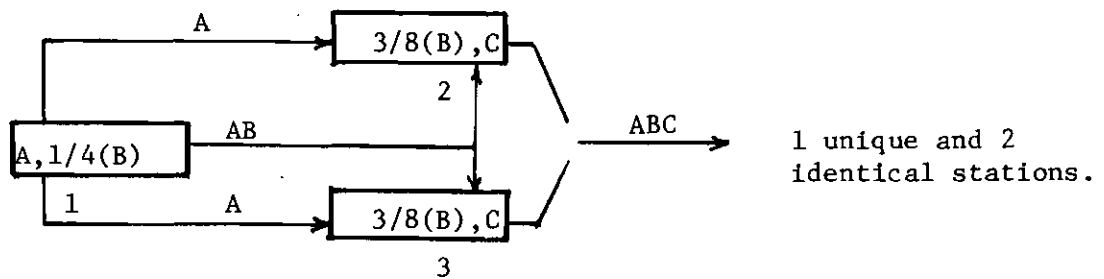 A
3/8(B),C
2
AB
A,1/4(B)
ABC
1 unique and 2
identical stations.
1
A
3/8(B),C
3